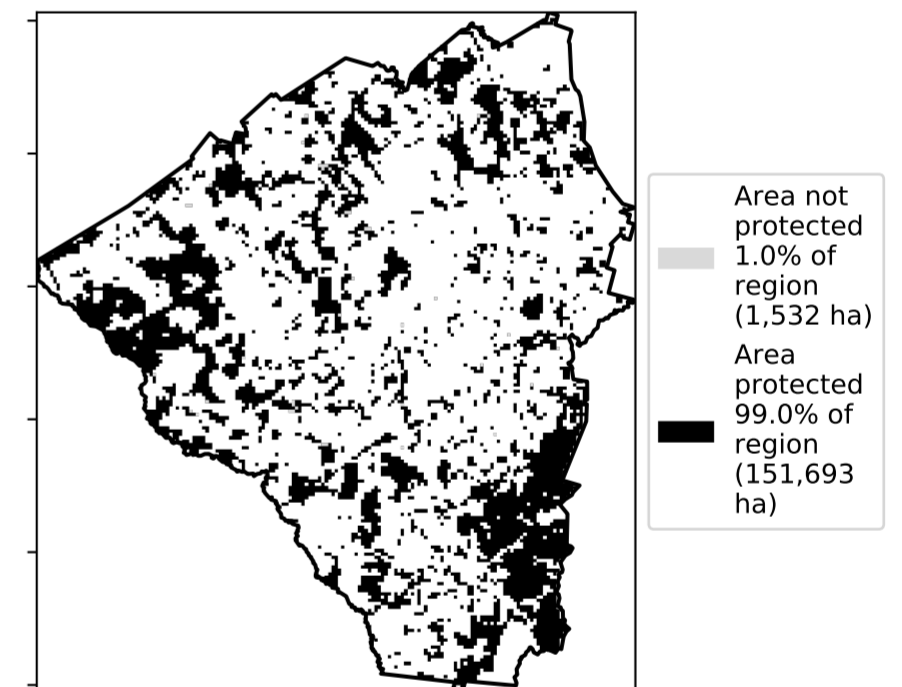 Area not
protected
1.0% of
region
(1,532 ha)
Area
protected
99.0% of
region
(151,693
ha)